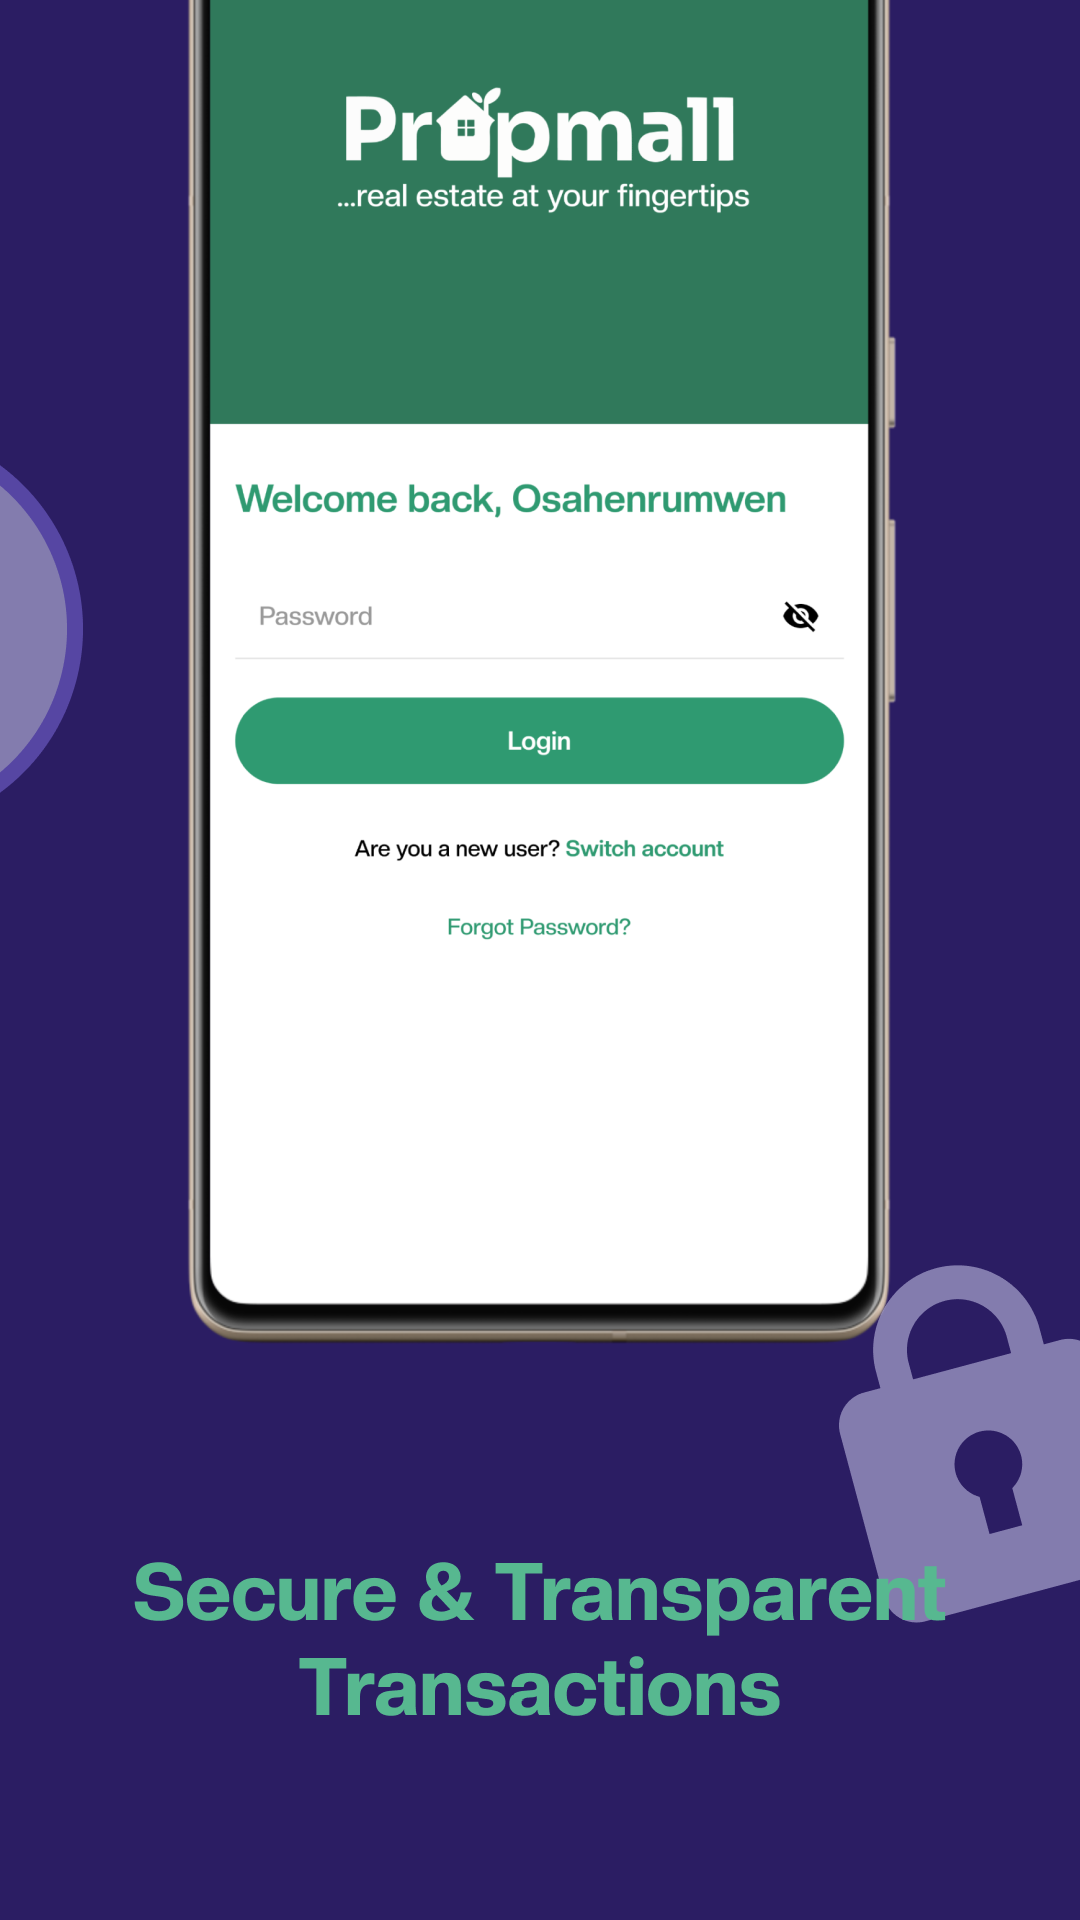 Propmall
...real estate at your fingertips
Welcome back, Osahenrumwen
Password
Login
Are you a new user? Switch account
Forgot Password?
Secure & Transparent
Transactions